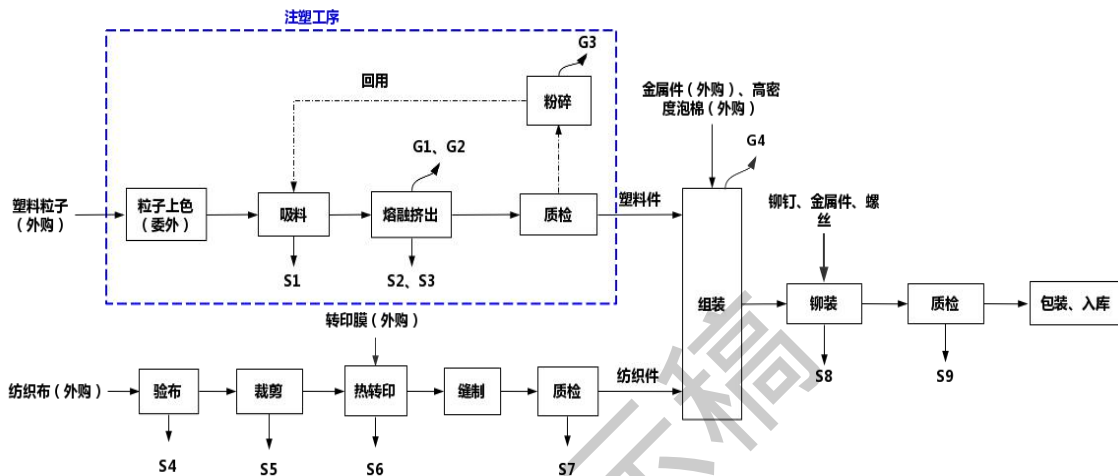 注塑工序
G3
回用
粉碎
金属件(外购)、高密
度泡棉(外购)
G1、G2
G4
塑料粒子
(外购)
粒子上色
(委外)
吸料
熔融挤出
质检
塑料件
铆钉、金属件、螺
丝
S1
S2、S3
组装
铆装
质检
包装、入库
转印膜(外购)
纺织布(外购)
验布
裁剪
热转印
缝制
质检
纺织件
S8
S9
S4
S5
S6
S7
示稿